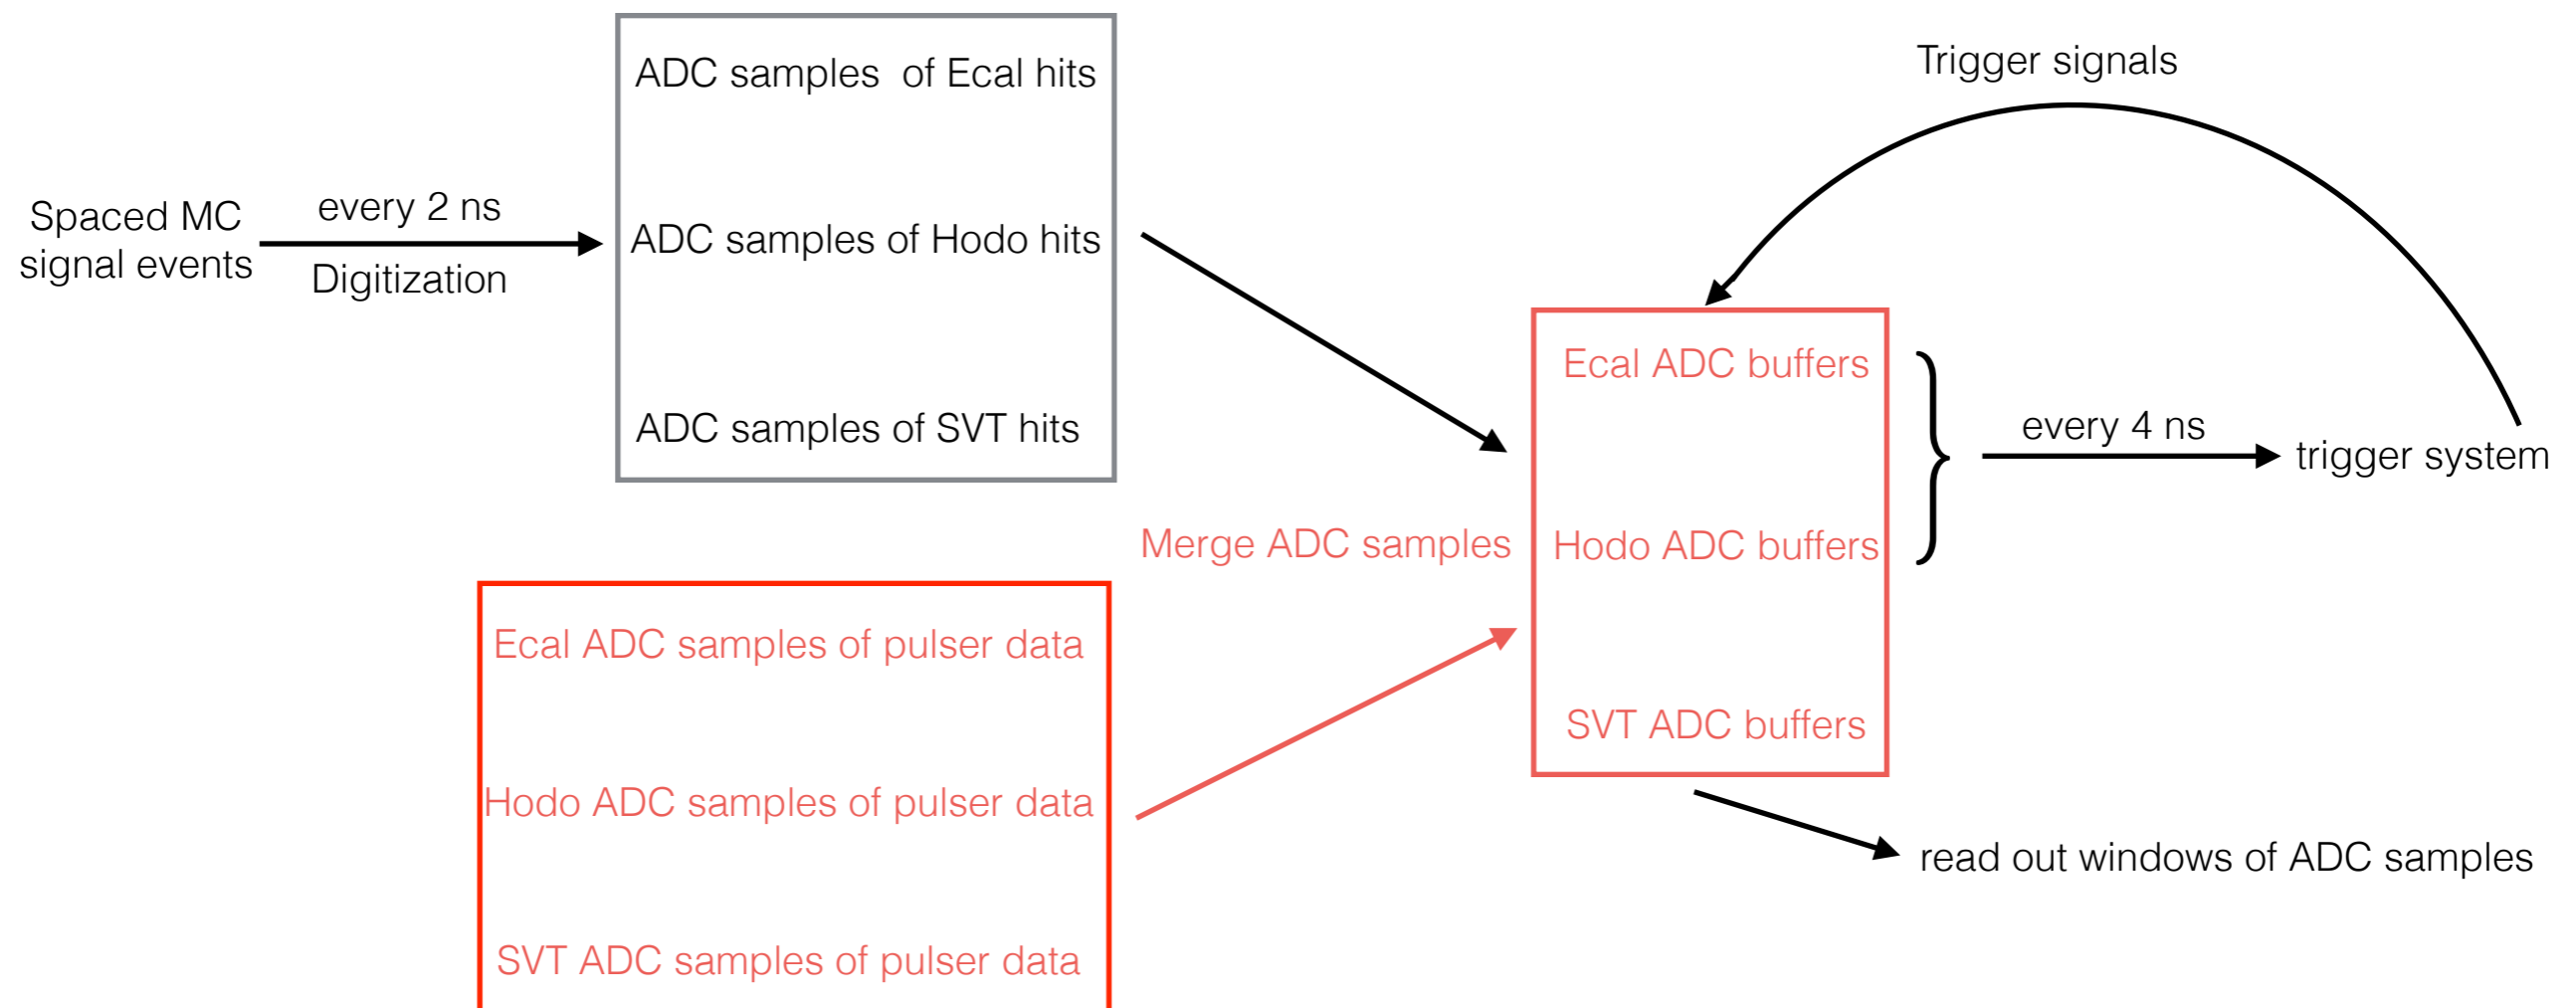 Spaced MC
signal events
every 2 ns
Digitization
ADC samples of Ecal hits
ADC samples of Hodo hits
ADC samples of SVT hits
Ecal ADC samples of pulser data
Hodo ADC samples of pulser data
SVT ADC samples of pulser data
Merge ADC samples
Ecal ADC buffers
Hodo ADC buffers
SVT ADC buffers
Trigger signals
every 4 ns
trigger system
read out windows of ADC samples